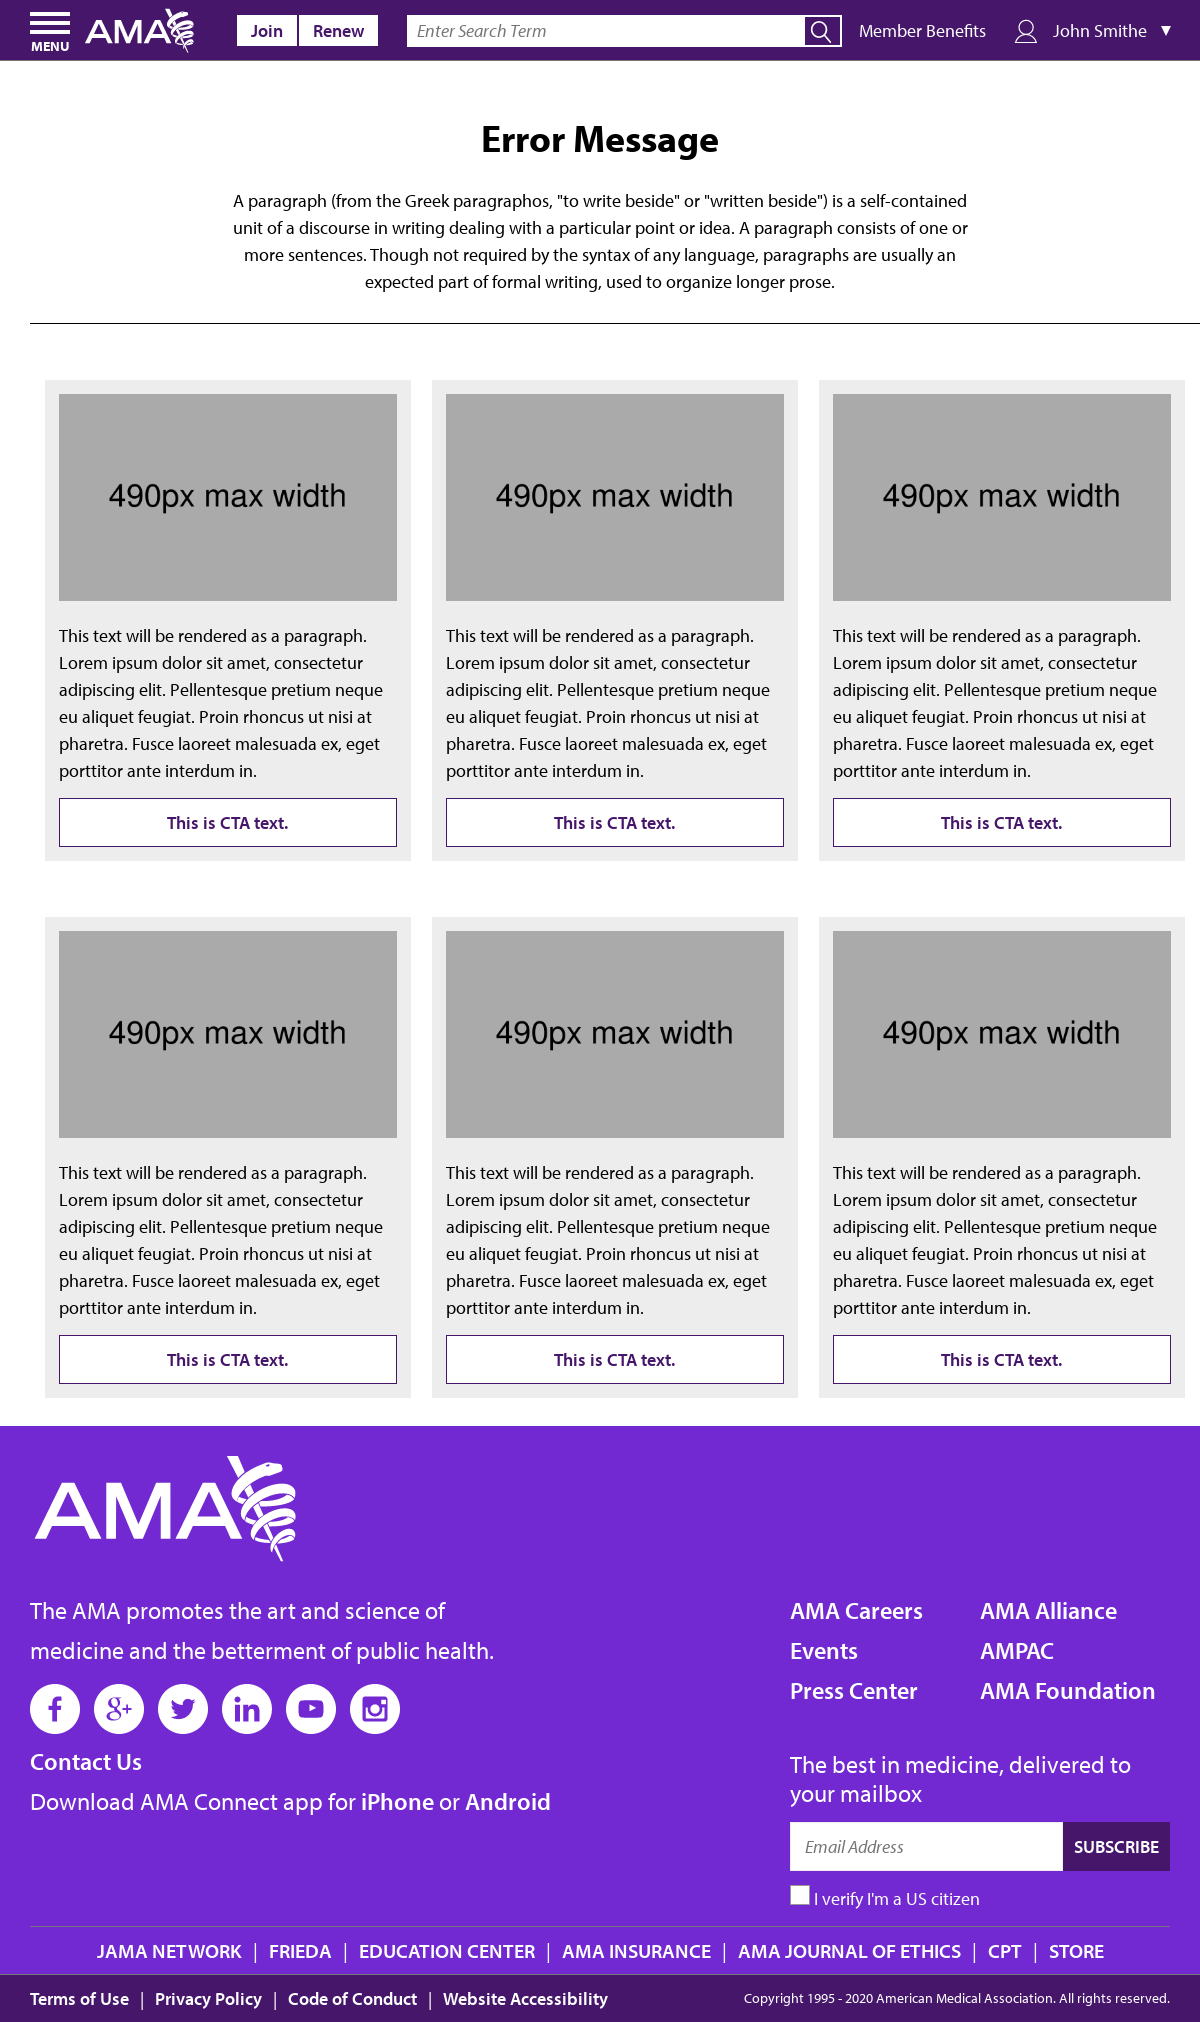 MENU AMA Join Renew Enter Search Term Member Benefits John Smithe ▼
Error Message
A paragraph (from the Greek paragraphos, "to write beside" or "written beside") is a self-contained
unit of a discourse in writing dealing with a particular point or idea. A paragraph consists of one or
more sentences. Though not required by the syntax of any language, paragraphs are usually an
expected part of formal writing, used to organize longer prose.
490px max width
This text will be rendered as a paragraph.
Lorem ipsum dolor sit amet, consectetur
adipiscing elit. Pellentesque pretium neque
eu aliquet feugiat. Proin rhoncus ut nisi at
pharetra. Fusce laoreet malesuada ex, eget
porttitor ante interdum in.
This is CTA text.
490px max width
This text will be rendered as a paragraph.
Lorem ipsum dolor sit amet, consectetur
adipiscing elit. Pellentesque pretium neque
eu aliquet feugiat. Proin rhoncus ut nisi at
pharetra. Fusce laoreet malesuada ex, eget
porttitor ante interdum in.
This is CTA text.
490px max width
This text will be rendered as a paragraph.
Lorem ipsum dolor sit amet, consectetur
adipiscing elit. Pellentesque pretium neque
eu aliquet feugiat. Proin rhoncus ut nisi at
pharetra. Fusce laoreet malesuada ex, eget
porttitor ante interdum in.
This is CTA text.
490px max width
This text will be rendered as a paragraph.
Lorem ipsum dolor sit amet, consectetur
adipiscing elit. Pellentesque pretium neque
eu aliquet feugiat. Proin rhoncus ut nisi at
pharetra. Fusce laoreet malesuada ex, eget
porttitor ante interdum in.
This is CTA text.
490px max width
This text will be rendered as a paragraph.
Lorem ipsum dolor sit amet, consectetur
adipiscing elit. Pellentesque pretium neque
eu aliquet feugiat. Proin rhoncus ut nisi at
pharetra. Fusce laoreet malesuada ex, eget
porttitor ante interdum in.
This is CTA text.
490px max width
This text will be rendered as a paragraph.
Lorem ipsum dolor sit amet, consectetur
adipiscing elit. Pellentesque pretium neque
eu aliquet feugiat. Proin rhoncus ut nisi at
pharetra. Fusce laoreet malesuada ex, eget
porttitor ante interdum in.
This is CTA text.
AMA
The AMA promotes the art and science of
medicine and the betterment of public health.
f g+ in
Contact Us
Download AMA Connect app for iPhone or Android
AMA Careers
Events
Press Center
AMA Alliance
AMPAC
AMA Foundation
The best in medicine, delivered to
your mailbox
Email Address SUBSCRIBE
I verify I'm a US citizen
JAMA NETWORK | FRIEDA | EDUCATION CENTER | AMA INSURANCE | AMA JOURNAL OF ETHICS | CPT | STORE
Terms of Use | Privacy Policy | Code of Conduct | Website Accessibility
Copyright 1995 - 2020 American Medical Association. All rights reserved.